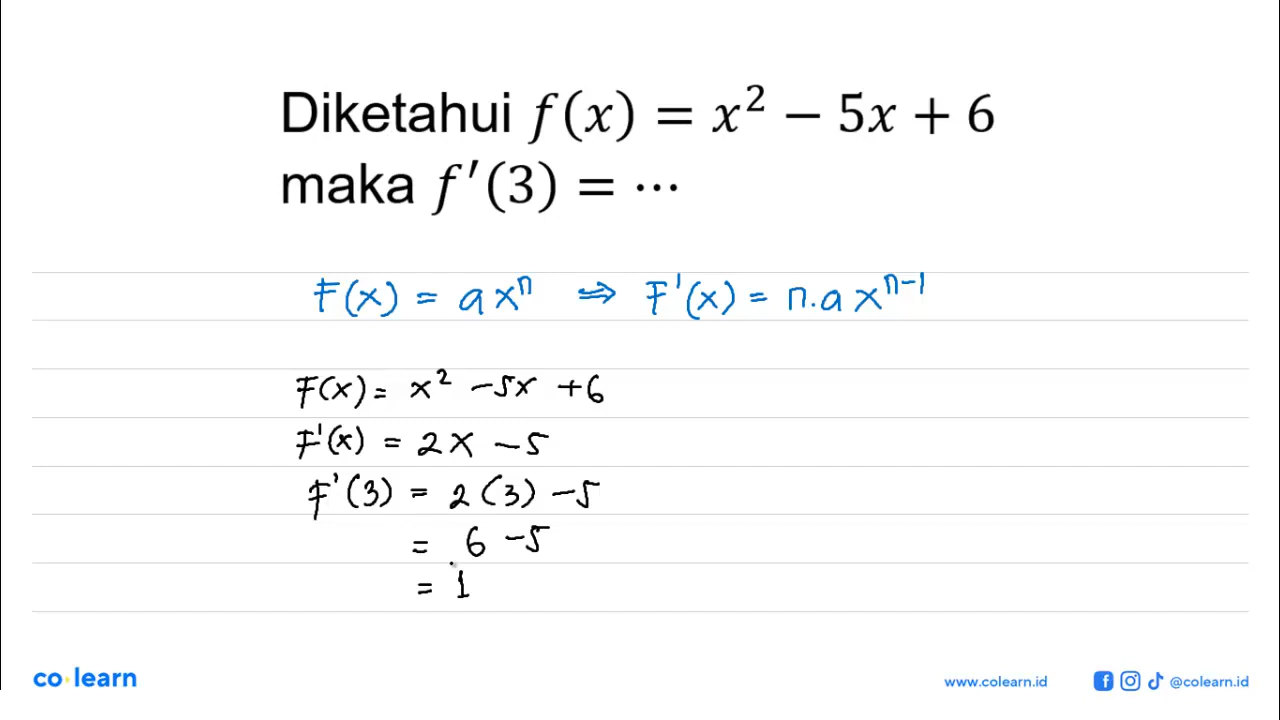 Diketahui f(x) = x² − 5x + 6
maka f′(3) = ⋯
F(x) = ax^n ⇒ F'(x) = n.ax^(n-1)
F(x) = x² -5x +6
F'(x) = 2x -5
F'(3) = 2(3) -5
= 6 -5
= 1
co·learn www.colearn.id @colearn.id